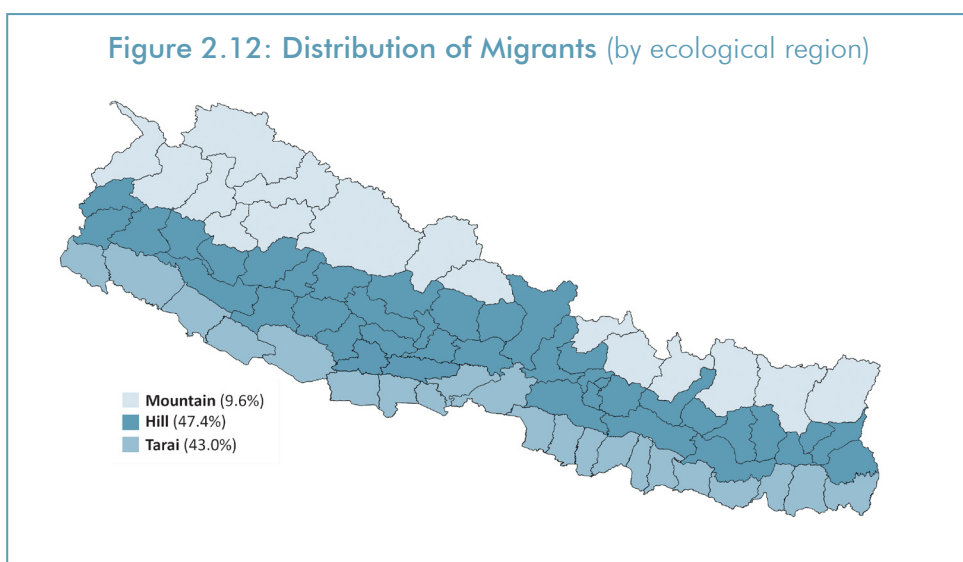 Figure 2.12: Distribution of Migrants (by ecological region)
Mountain (9.6%)
Hill (47.4%)
Tarai (43.0%)